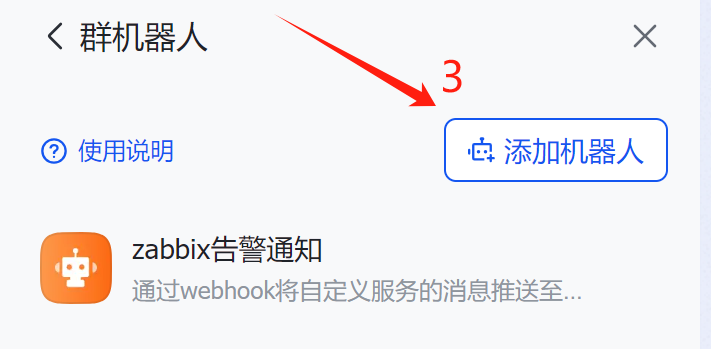 群机器人
3
使用说明
添加机器人
zabbix告警通知
通过webhook将自定义服务的消息推送至...